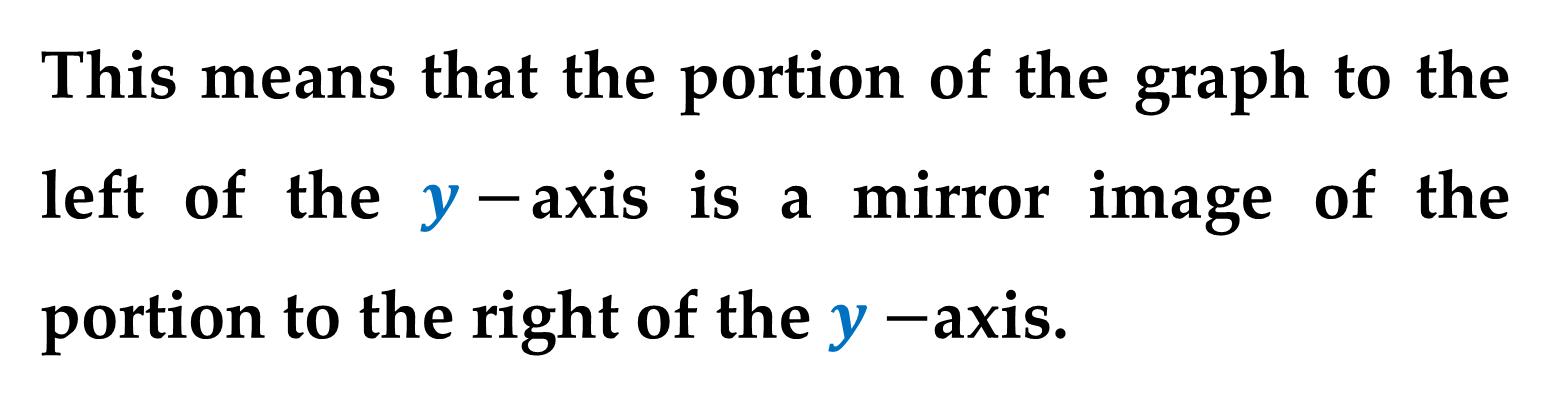 This means that the portion of the graph to the
left of the y –axis is a mirror image of the
portion to the right of the y –axis.